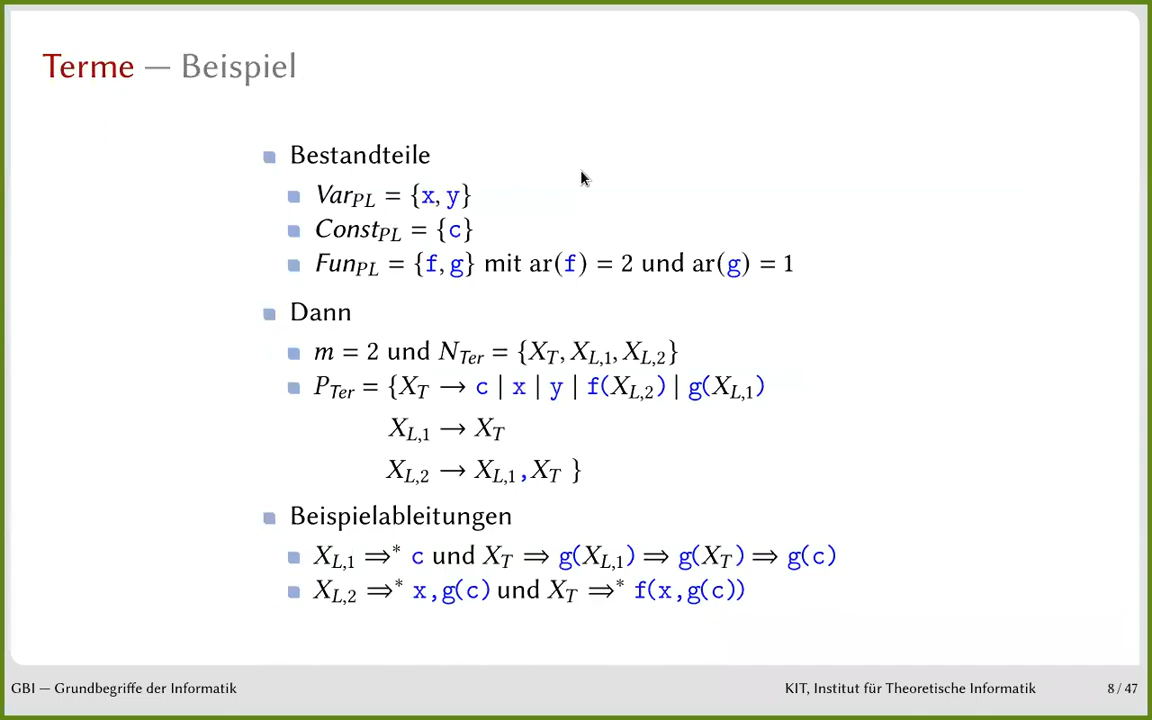 Terme — Beispiel
Bestandteile
Var_PL = {x, y}
Const_PL = {c}
Fun_PL = {f, g} mit ar(f) = 2 und ar(g) = 1
Dann
m = 2 und N_Ter = {X_T, X_L,1, X_L,2}
P_Ter = {X_T → c | x | y | f(X_L,2) | g(X_L,1)
X_L,1 → X_T
X_L,2 → X_L,1,X_T }
Beispielableitungen
X_L,1 ⇒* c und X_T ⇒ g(X_L,1) ⇒ g(X_T) ⇒ g(c)
X_L,2 ⇒* x,g(c) und X_T ⇒* f(x,g(c))
GBI — Grundbegriffe der Informatik
KIT, Institut für Theoretische Informatik
8 / 47